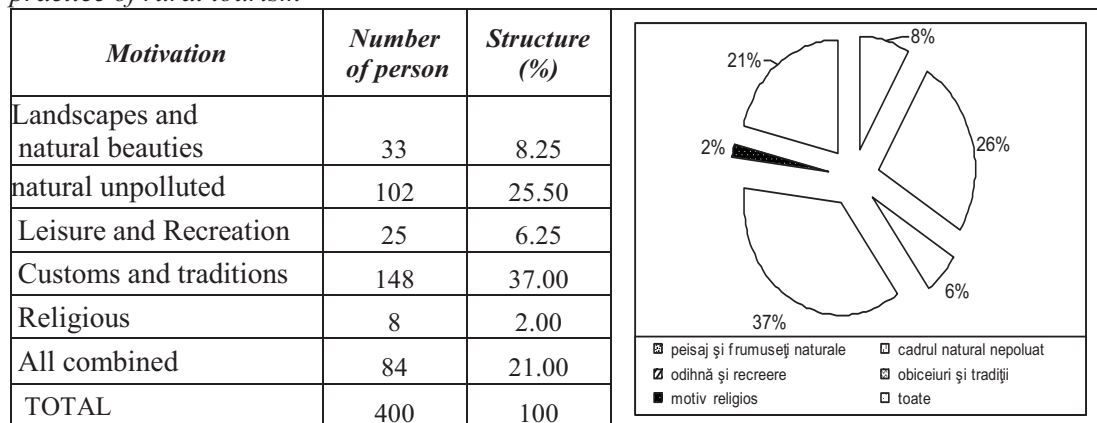 practice of rural tourism
Motivation Number of person Structure (%)
Landscapes and natural beauties 33 8.25
natural unpolluted 102 25.50
Leisure and Recreation 25 6.25
Customs and traditions 148 37.00
Religious 8 2.00
All combined 84 21.00
TOTAL 400 100
8%
26%
6%
37%
2%
21%
peisaj şi frumuseţi naturale
cadrul natural nepoluat
odihnă şi recreere
obiceiuri şi tradiţii
motiv religios
toate